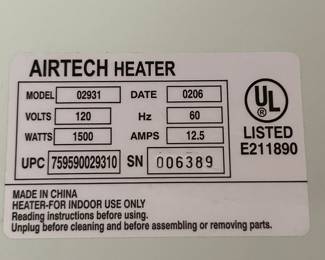 AIRTECH HEATER
MODEL 02931 DATE 0206
VOLTS 120 Hz 60
WATTS 1500 AMPS 12.5
UPC 759590029310 SN 006389
UL ®
LISTED
E211890
MADE IN CHINA
HEATER-FOR INDOOR USE ONLY
Reading instructions before use.
Unplug before cleaning and before assembling or removing parts.